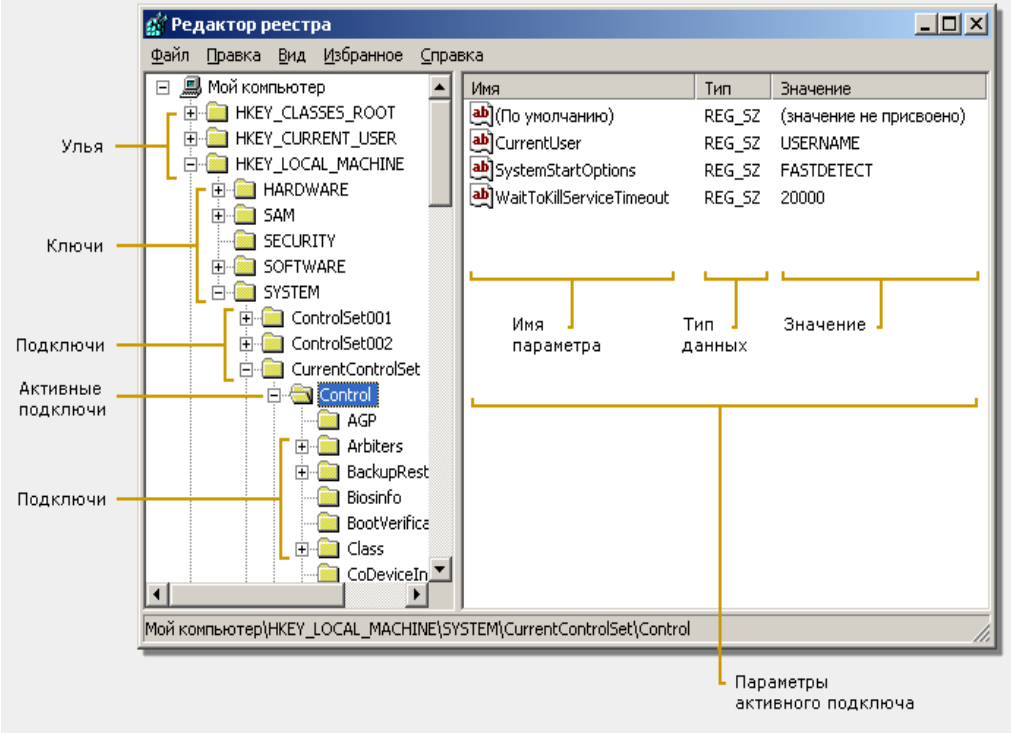 Редактор реестра
Файл Правка Вид Избранное Справка
Мой компьютер
HKEY_CLASSES_ROOT
HKEY_CURRENT_USER
HKEY_LOCAL_MACHINE
HARDWARE
SAM
SECURITY
SOFTWARE
SYSTEM
ControlSet001
ControlSet002
CurrentControlSet
Control
AGP
Arbiters
BackupRest
Biosinfo
BootVerifica
Class
CoDeviceIn
Имя Тип Значение
(По умолчанию) REG_SZ (значение не присвоено)
CurrentUser REG_SZ USERNAME
SystemStartOptions REG_SZ FASTDETECT
WaitToKillServiceTimeout REG_SZ 20000
Улья
Ключи
Подключи
Активные
подключи
Подключи
Имя
параметра
Тип
данных
Значение
Мой компьютер\HKEY_LOCAL_MACHINE\SYSTEM\CurrentControlSet\Control
Параметры
активного подключа